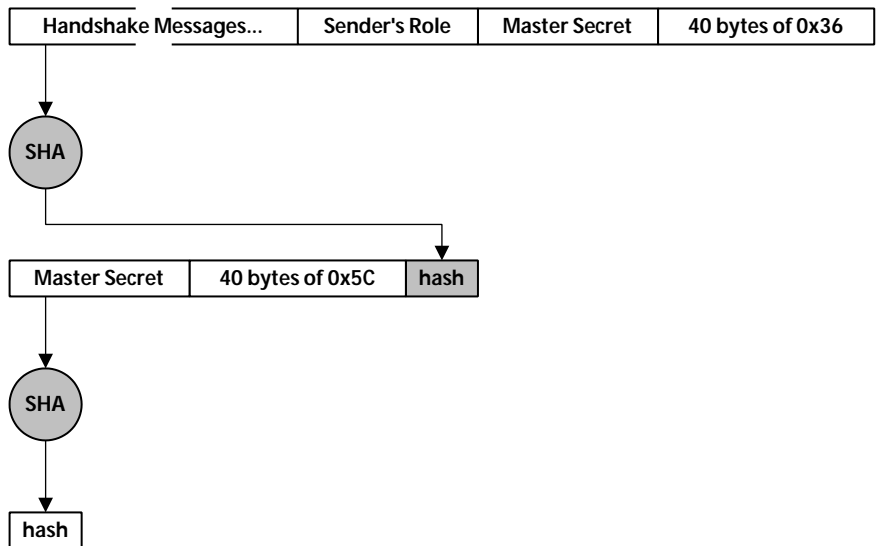 Handshake Messages... Sender's Role Master Secret 40 bytes of 0x36
SHA
Master Secret 40 bytes of 0x5C hash
SHA
hash